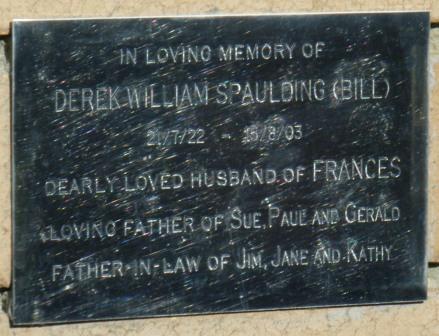 IN LOVING MEMORY OF
DEREK WILLIAM SPAULDING (BILL)
21/7/22 - 15/8/03
DEARLY LOVED HUSBAND OF FRANCES
LOVING FATHER OF SUE, PAUL AND GERALD
FATHER-IN-LAW OF JIM, JANE AND KATHY